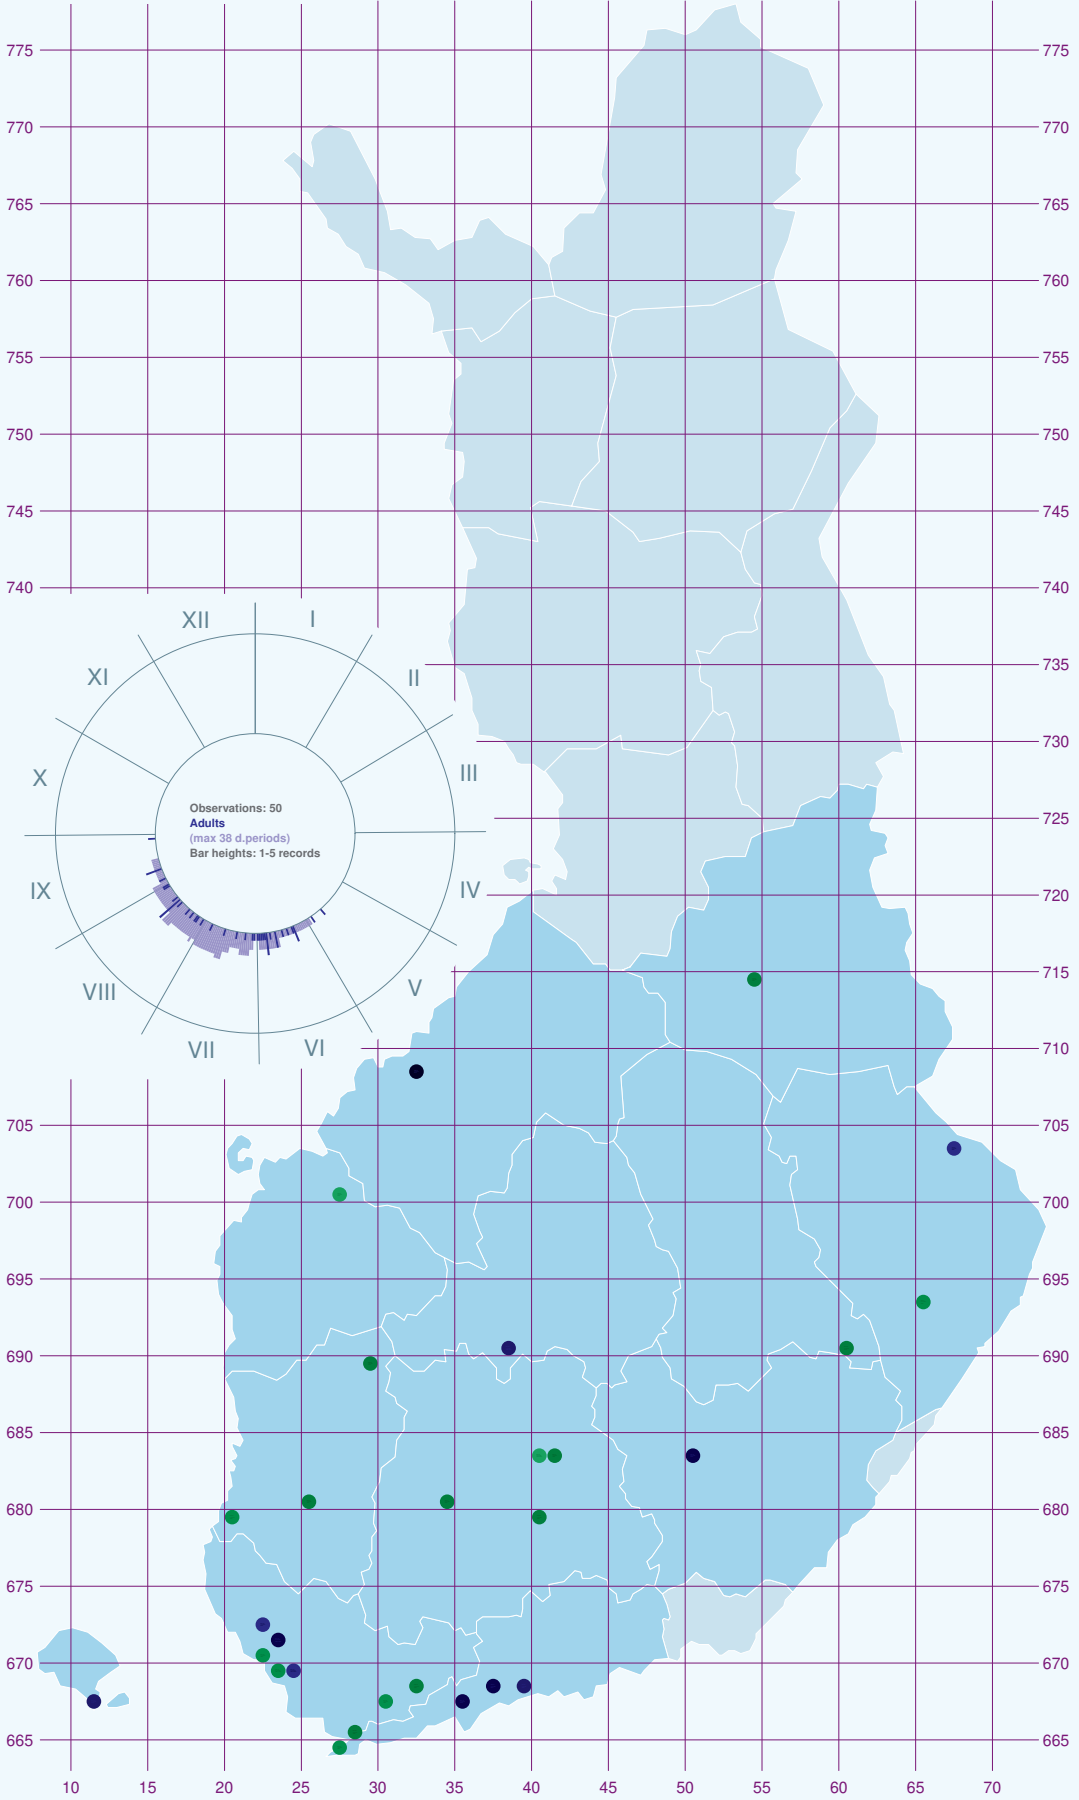 775 775
770 770
765 765
760 760
755 755
750 750
745 745
740 740
XII I
735
XI II
730
X III
Observations: 50
Adults
(max 38 d.periods)
Bar heights: 1-5 records
725
IX IV
720
VIII V
715
VII VI
710
705 705
700 700
695 695
690 690
685 685
680 680
675 675
670 670
665 665
10 15 20 25 30 35 40 45 50 55 60 65 70